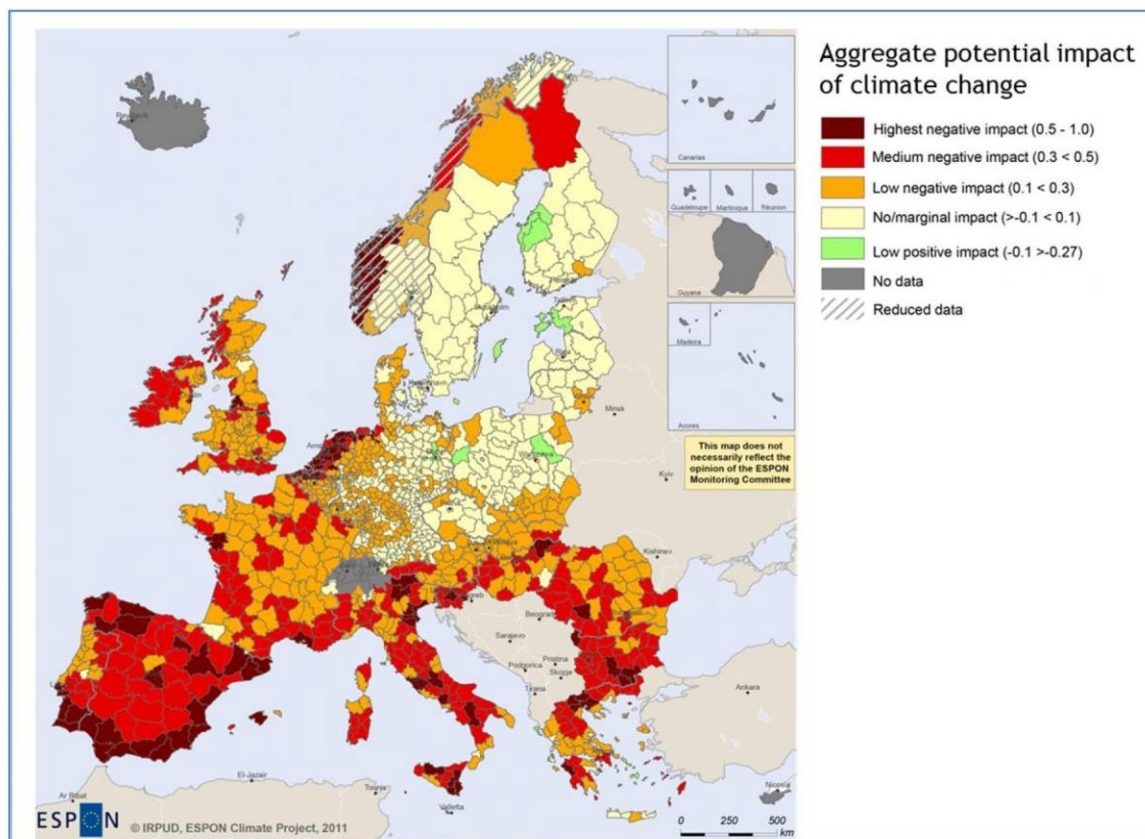 Aggregate potential impact
of climate change
Highest negative impact (0.5 - 1.0)
Medium negative impact (0.3 < 0.5)
Low negative impact (0.1 < 0.3)
No/marginal impact (>-0.1 < 0.1)
Low positive impact (-0.1 >-0.27)
No data
Reduced data
Canarias
Guadeloupe
Martinique
Réunion
Guyane
Madeira
Acores
This map does not
necessarily reflect the
opinion of the ESPON
Monitoring Committee
Minsk
Kyiv
Kishinev
Beograd
Sarajevo
Podgorica
Pristina
Skopje
Tirana
Ankara
Nicosia
Valletta
El-Jazair
Ar Ribat
ESPON
© IRPUD, ESPON Climate Project, 2011
0 250 500
km